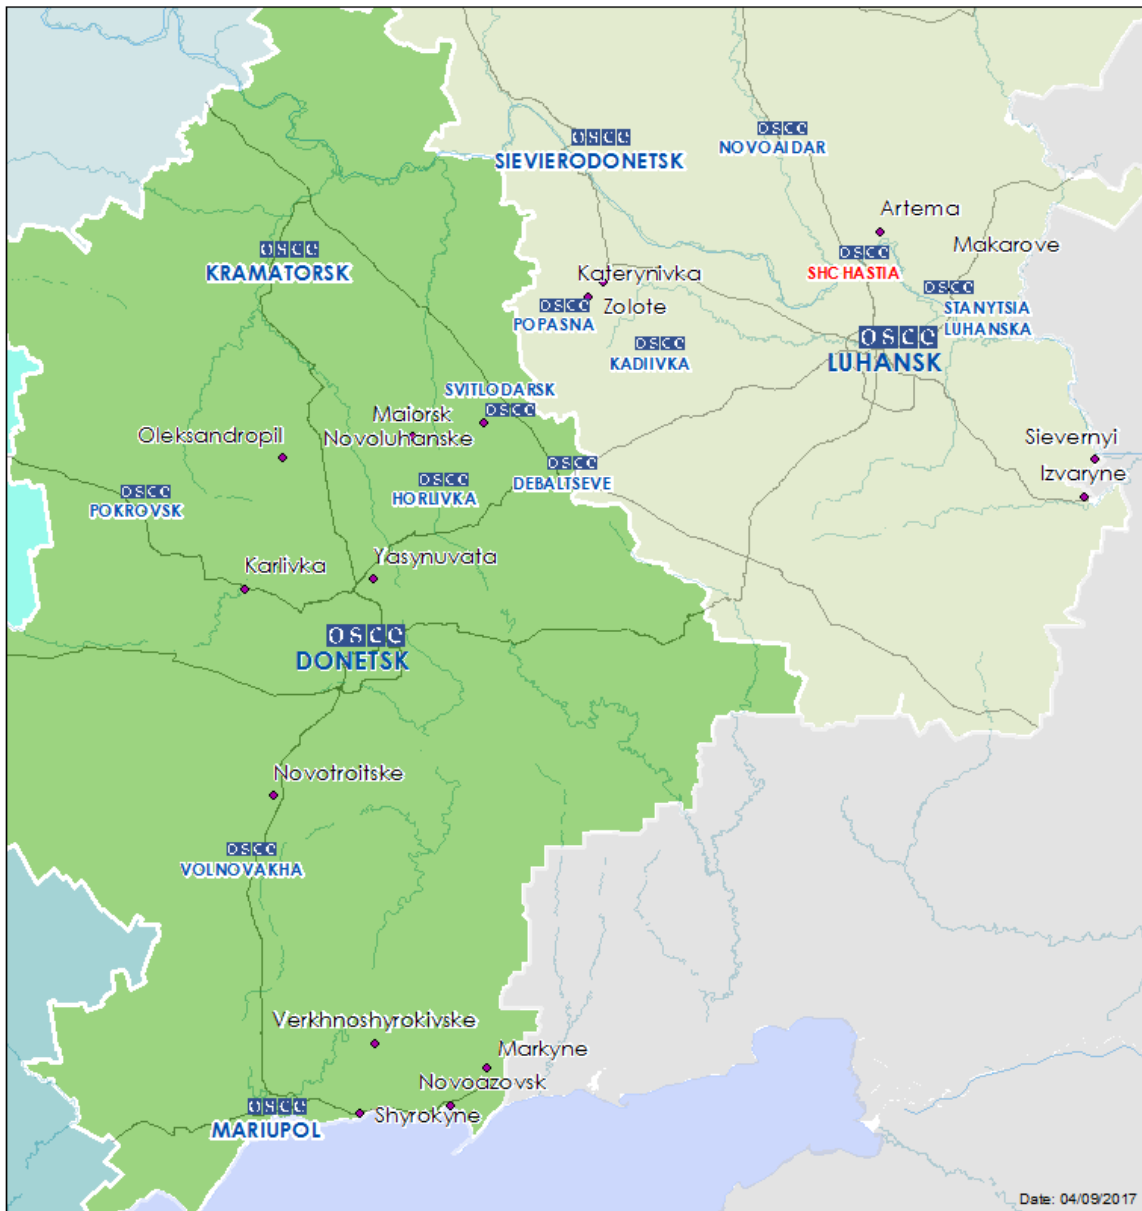 OSCE
SIEVIERODONETSK
OSCE
NOVOAIDAR
Artema
Makarove
OSCE
SHCHASTIA
OSCE
KRAMATORSK
Katerynivka
OSCE
POPASNA
Zolote
OSCE
STANYTSIA
LUHANSKA
OSCE
LUHANSK
OSCE
KADIIVKA
SVITLODARSK
OSCE
Maiorsk
Novoluhanske
Oleksandropil
Sievernyi
Izvaryne
OSCE
DEBALTSEVE
OSCE
HORLIVKA
OSCE
POKROVSK
Karlivka
Yasynuvata
OSCE
DONETSK
Novotroitske
OSCE
VOLNOVAKHA
Verkhnoshyrokivske
Markyne
Novoazovsk
Shyrokyne
OSCE
MARIUPOL
Date: 04/09/2017